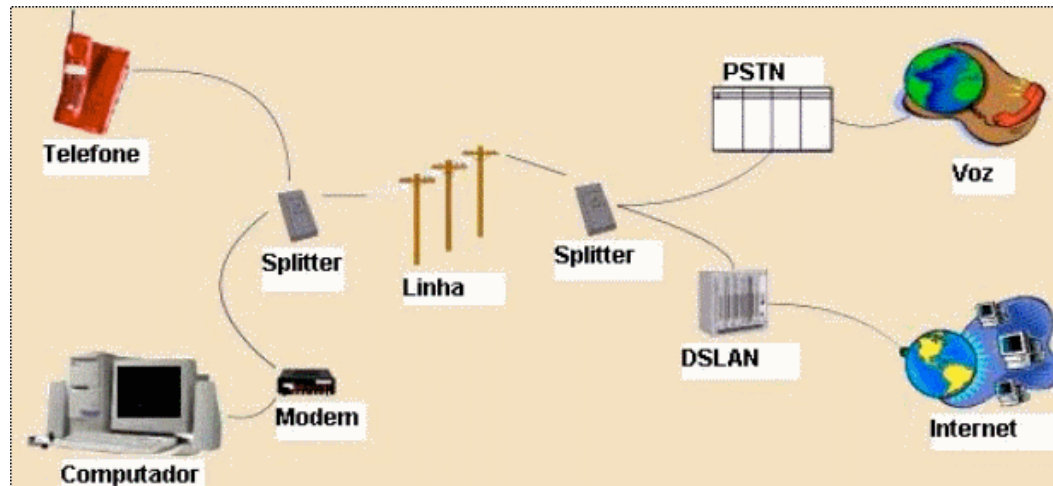 PSTN
Telefone
Voz
Splitter
Splitter
Linha
DSLAN
Modem
Internet
Computador